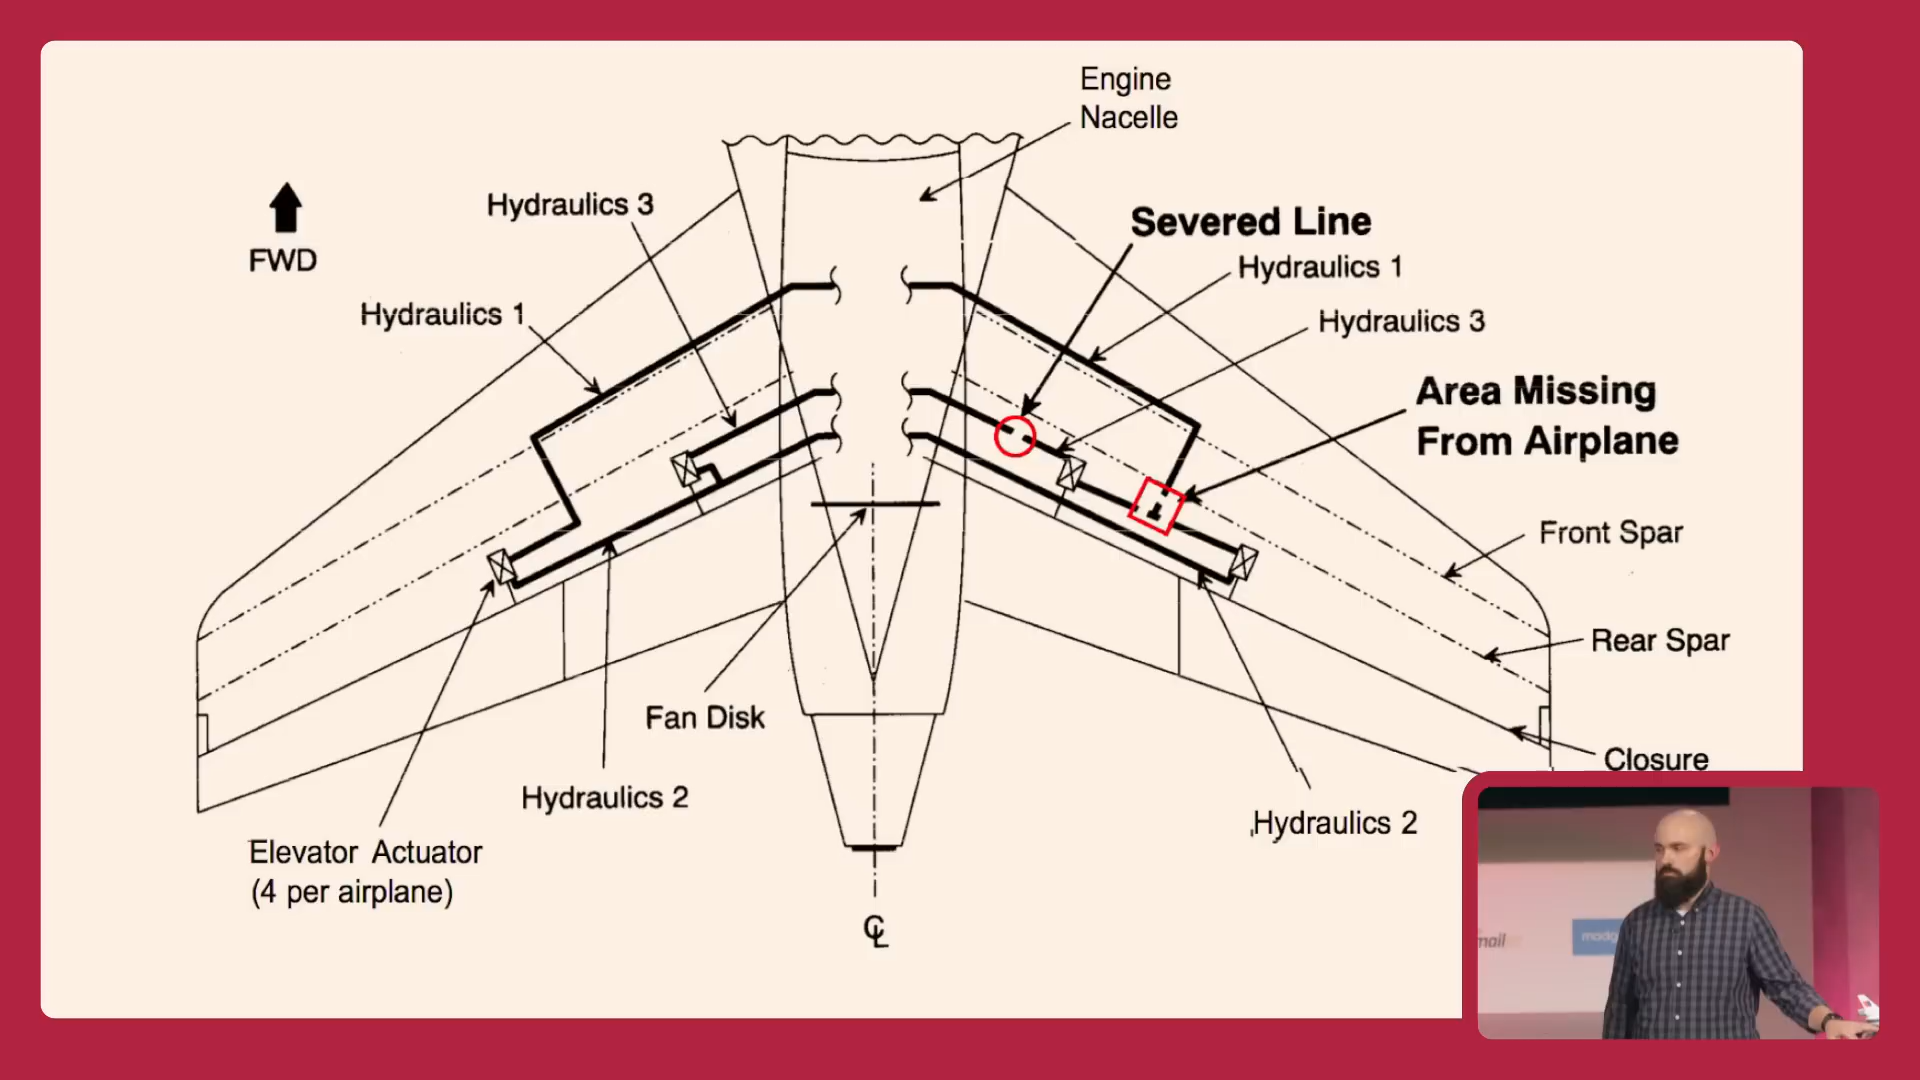 Engine
Nacelle
FWD
Hydraulics 3
Hydraulics 1
Severed Line
Hydraulics 1
Hydraulics 3
Area Missing
From Airplane
Front Spar
Rear Spar
Closure
Fan Disk
Hydraulics 2
Hydraulics 2
Elevator Actuator
(4 per airplane)
℄
mail